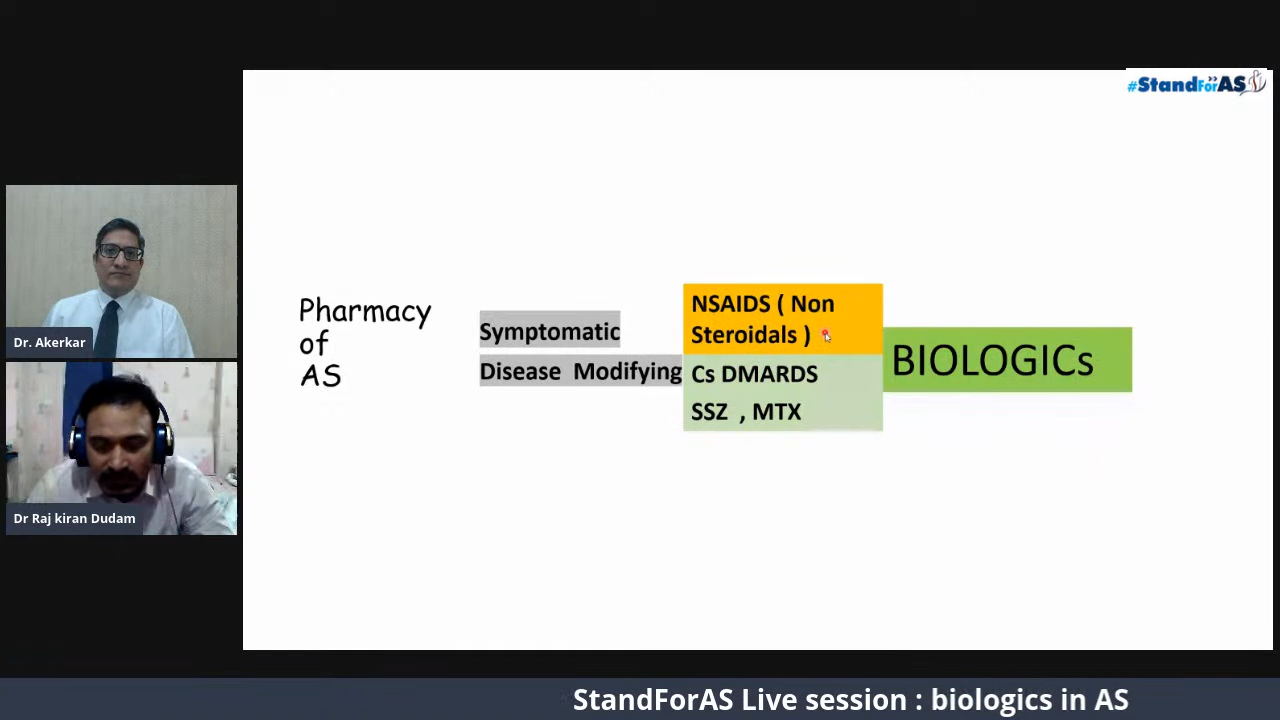 #StandForAS
Dr. Akerkar
Dr Raj kiran Dudam
Pharmacy
of
AS
Symptomatic
Disease Modifying
NSAIDS ( Non
Steroidals )
Cs DMARDS
SSZ , MTX
BIOLOGICs
StandForAS Live session : biologics in AS